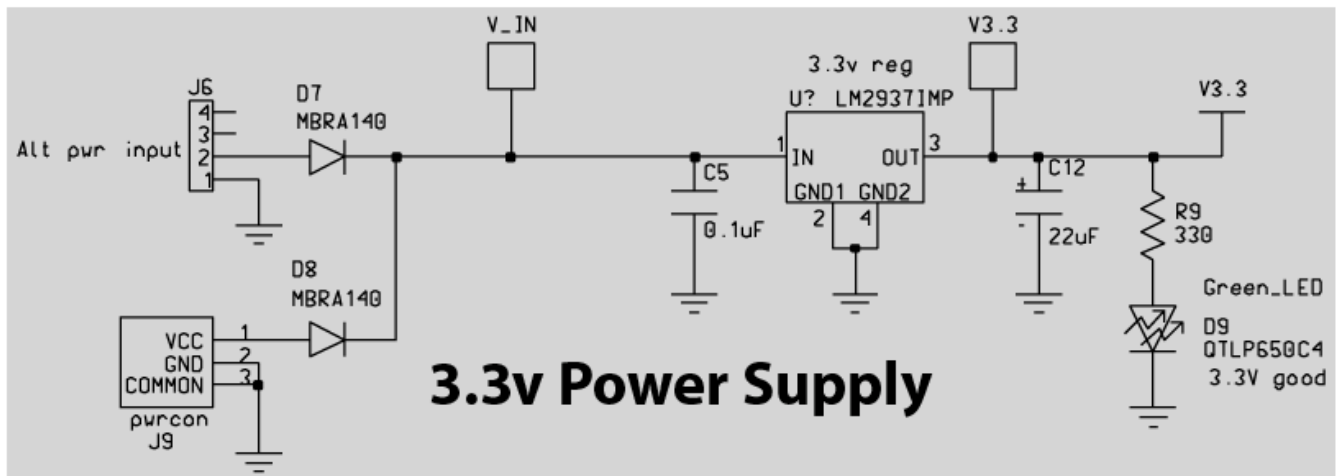 V_IN
V3.3
3.3v reg
U? LM2937IMP
V3.3
J6
D7
MBRA140
4
3
2
1
Alt pwr input
1
IN
OUT
3
GND1 GND2
2
4
C5
0.1uF
C12
+
-
22uF
R9
330
D8
MBRA140
Green_LED
D9
QTLP650C4
3.3V good
VCC
1
GND
2
COMMON
3
pwrcon
J9
3.3v Power Supply